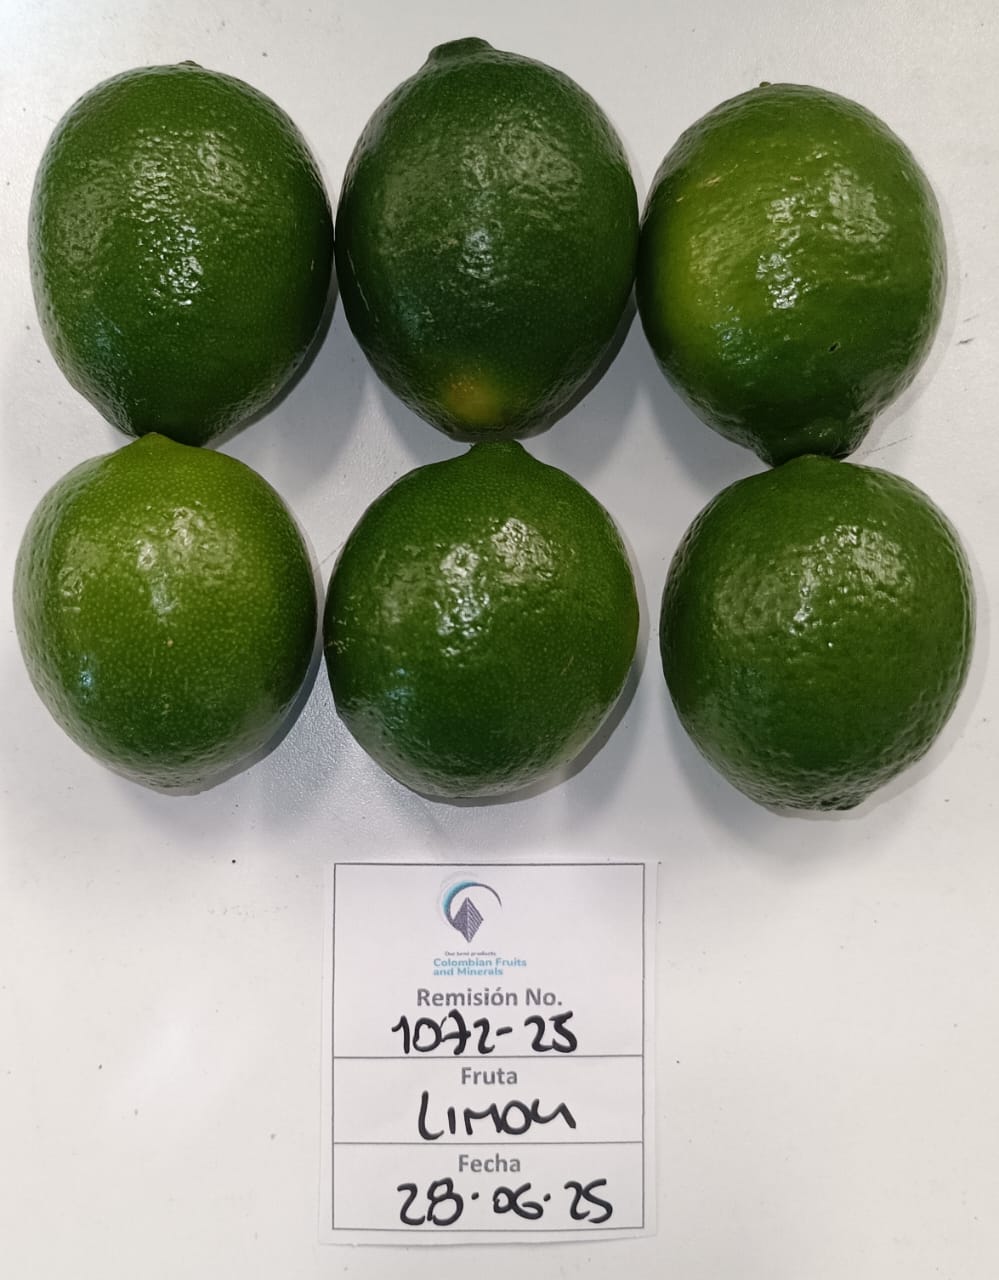 Our best products
Colombian Fruits
and Minerals
Remisión No.
1072-25
Fruta
LIMON
Fecha
28.06.25